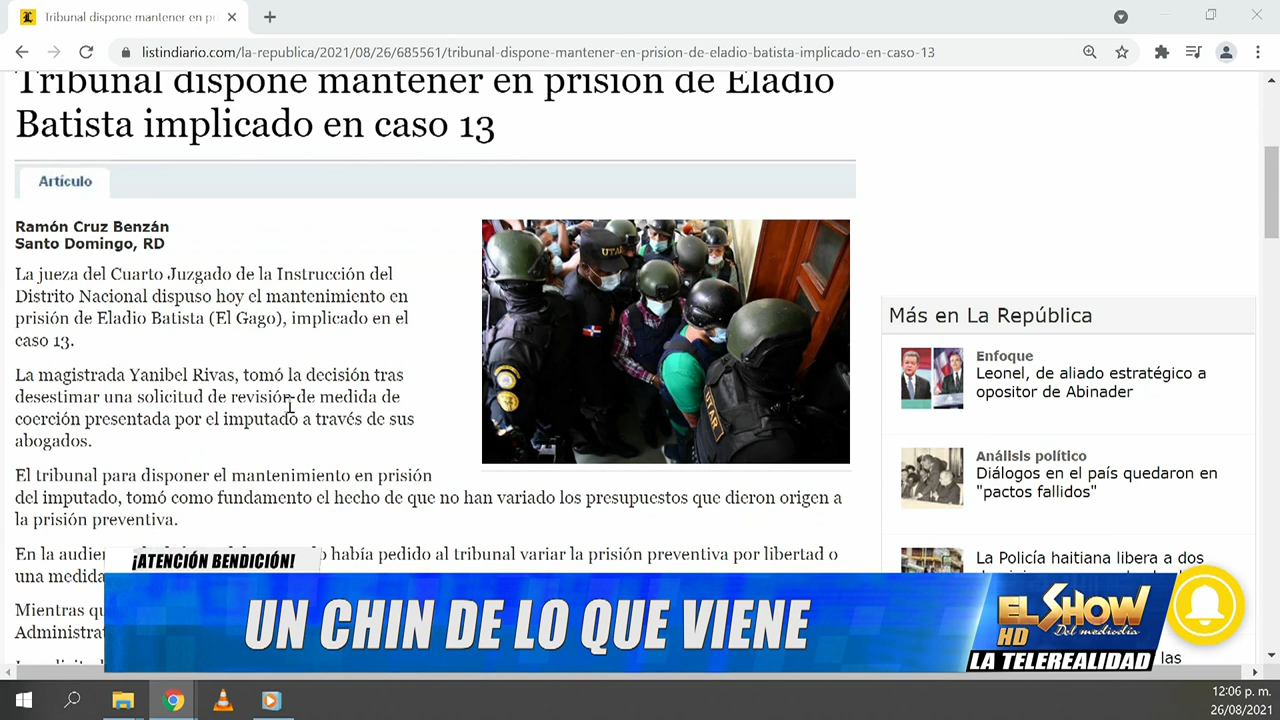 Tribunal dispone mantener en pri
listindiario.com/la-republica/2021/08/26/685561/tribunal-dispone-mantener-en-prision-de-eladio-batista-implicado-en-caso-13
Tribunal dispone mantener en prisión de Eladio
Batista implicado en caso 13
Artículo
Ramón Cruz Benzán
Santo Domingo, RD
La jueza del Cuarto Juzgado de la Instrucción del
Distrito Nacional dispuso hoy el mantenimiento en
prisión de Eladio Batista (El Gago), implicado en el
caso 13.
La magistrada Yanibel Rivas, tomó la decisión tras
desestimar una solicitud de revisión de medida de
coerción presentada por el imputado a través de sus
abogados.
El tribunal para disponer el mantenimiento en prisión
del imputado, tomó como fundamento el hecho de que no han variado los presupuestos que dieron origen a
la prisión preventiva.
En la audien
había pedido al tribunal variar la prisión preventiva por libertad o
una medida
Mientras qu
Administrat
UTAR
UTAR
Más en La República
Enfoque
Leonel, de aliado estratégico a
opositor de Abinader
Análisis político
Diálogos en el país quedaron en
"pactos fallidos"
La Policía haitiana libera a dos
las
¡ATENCIÓN BENDICIÓN!
UN CHIN DE LO QUE VIENE
EL SHOW
HD Del mediodía
LA TELEREALIDAD
12:06 p. m.
26/08/2021